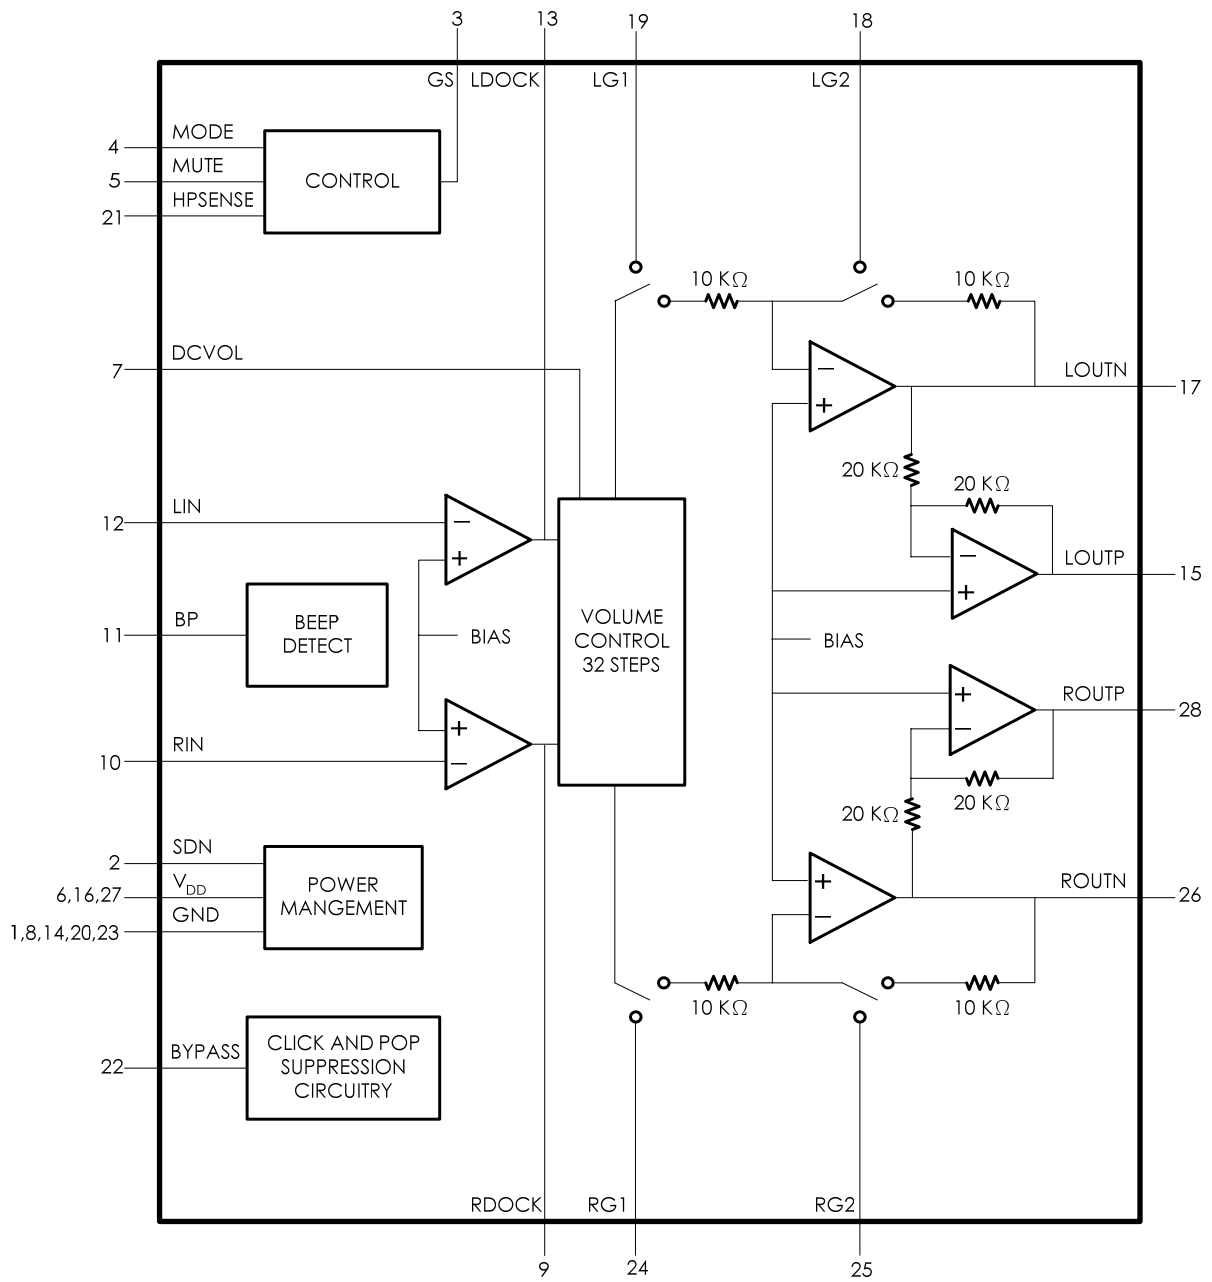 3
13
19
18
GS
LDOCK
LG1
LG2
MODE
4
MUTE
5
CONTROL
HPSENSE
21
10 KΩ
10 KΩ
DCVOL
7
−
+
LOUTN
17
20 KΩ
20 KΩ
LIN
12
−
+
−
+
LOUTP
15
BP
11
BEEP
DETECT
BIAS
VOLUME
CONTROL
32 STEPS
BIAS
+
−
ROUTP
28
RIN
10
+
−
20 KΩ
20 KΩ
SDN
2
VDD
6,16,27
GND
1,8,14,20,23
POWER
MANGEMENT
+
−
ROUTN
26
10 KΩ
10 KΩ
BYPASS
22
CLICK AND POP
SUPPRESSION
CIRCUITRY
RDOCK
RG1
RG2
9
24
25